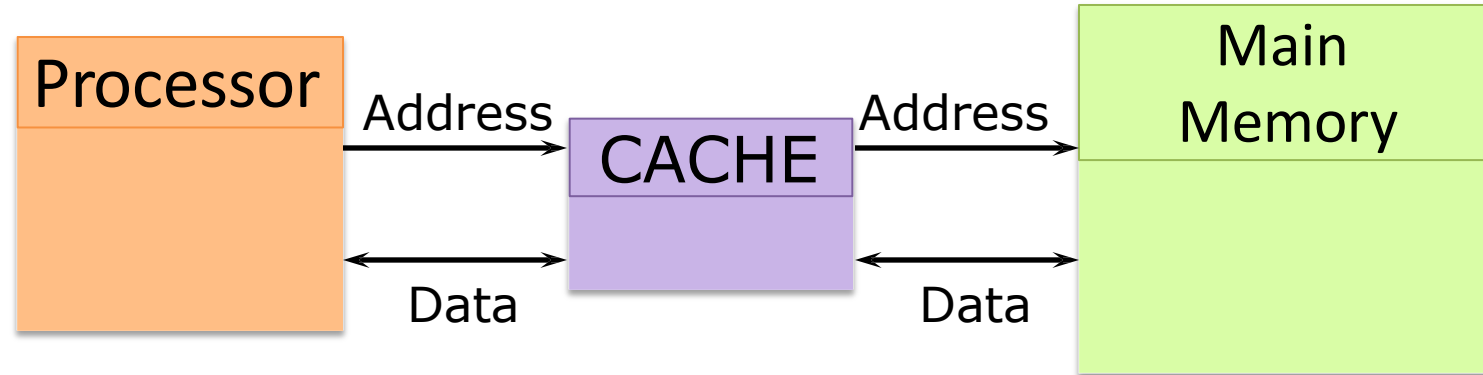 Processor
Address
CACHE
Address
Main
Memory
Data
Data